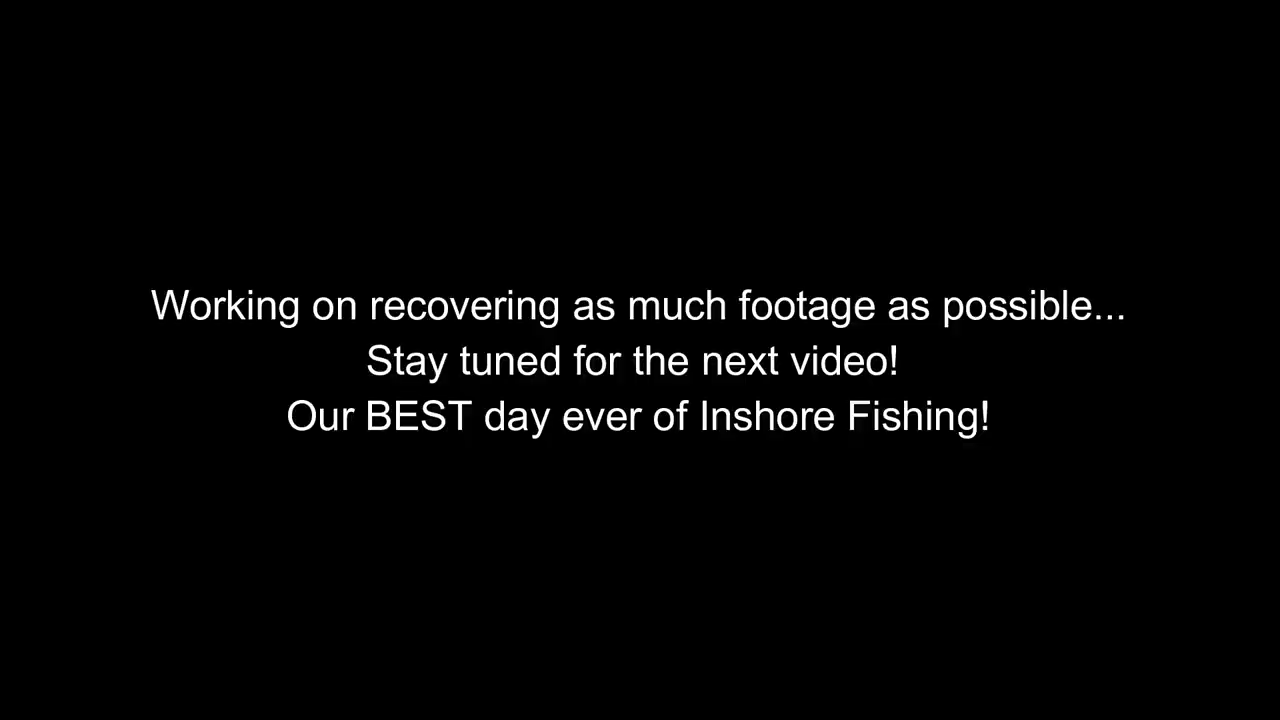 Working on recovering as much footage as possible...
Stay tuned for the next video!
Our BEST day ever of Inshore Fishing!